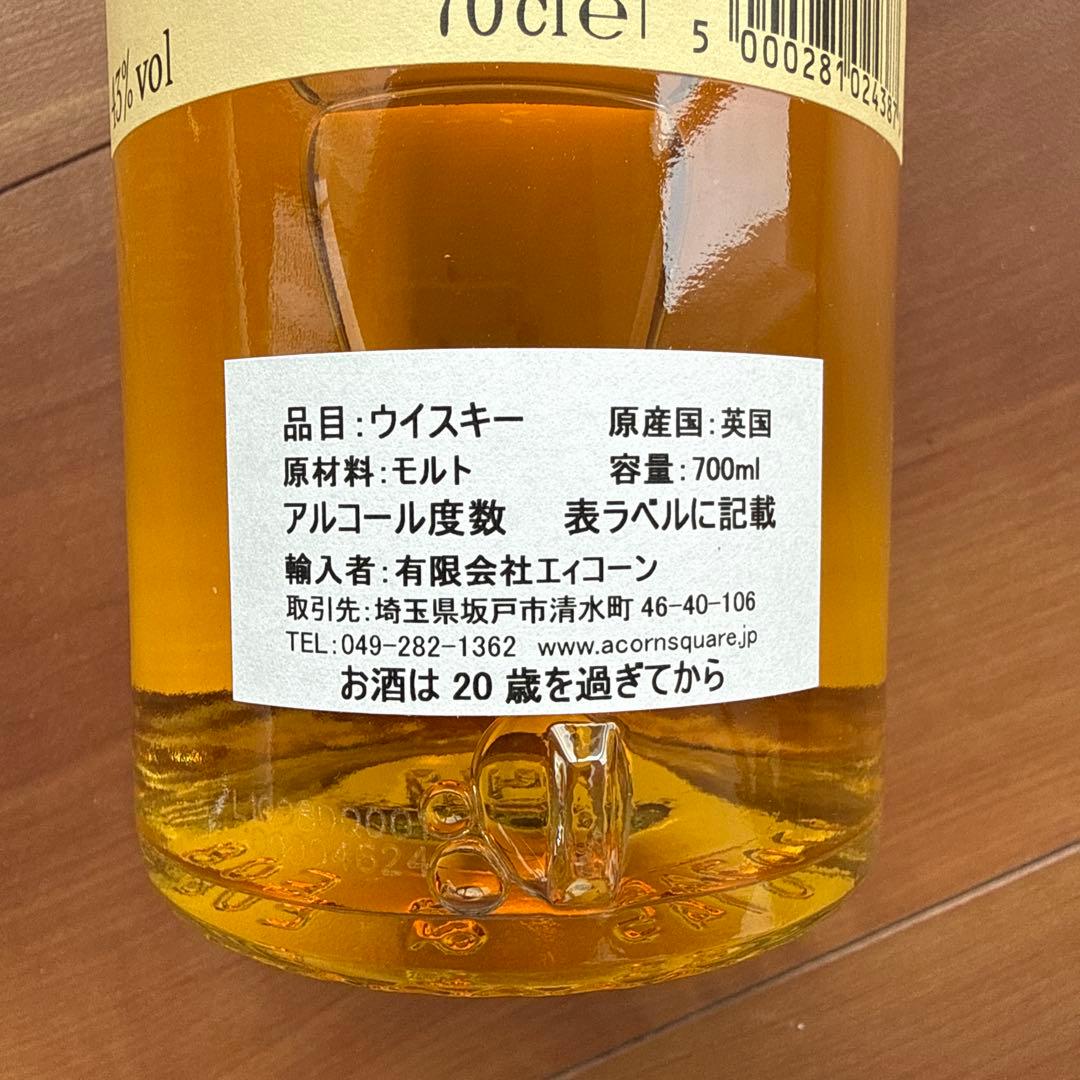 70cl e
43% vol
5 000281 02438
品目:ウイスキー 原産国:英国
原材料:モルト 容量:700ml
アルコール度数 表ラベルに記載
輸入者:有限会社エィコーン
取引先:埼玉県坂戸市清水町 46-40-106
TEL:049-282-1362 www.acornsquare.jp
お酒は 20 歳を過ぎてから